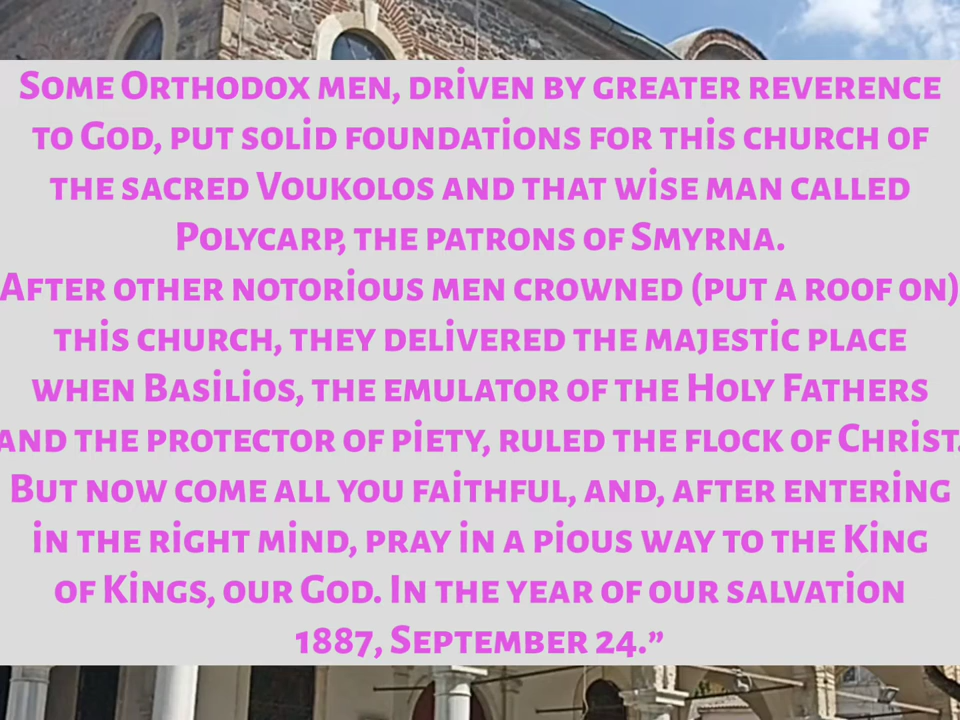 Some Orthodox men, driven by greater reverence
to God, put solid foundations for this church of
the sacred Voukolos and that wise man called
Polycarp, the patrons of Smyrna.
After other notorious men crowned (put a roof on)
this church, they delivered the majestic place
when Basilios, the emulator of the Holy Fathers
and the protector of piety, ruled the flock of Christ.
But now come all you faithful, and, after entering
in the right mind, pray in a pious way to the King
of Kings, our God. In the year of our salvation
1887, September 24.”